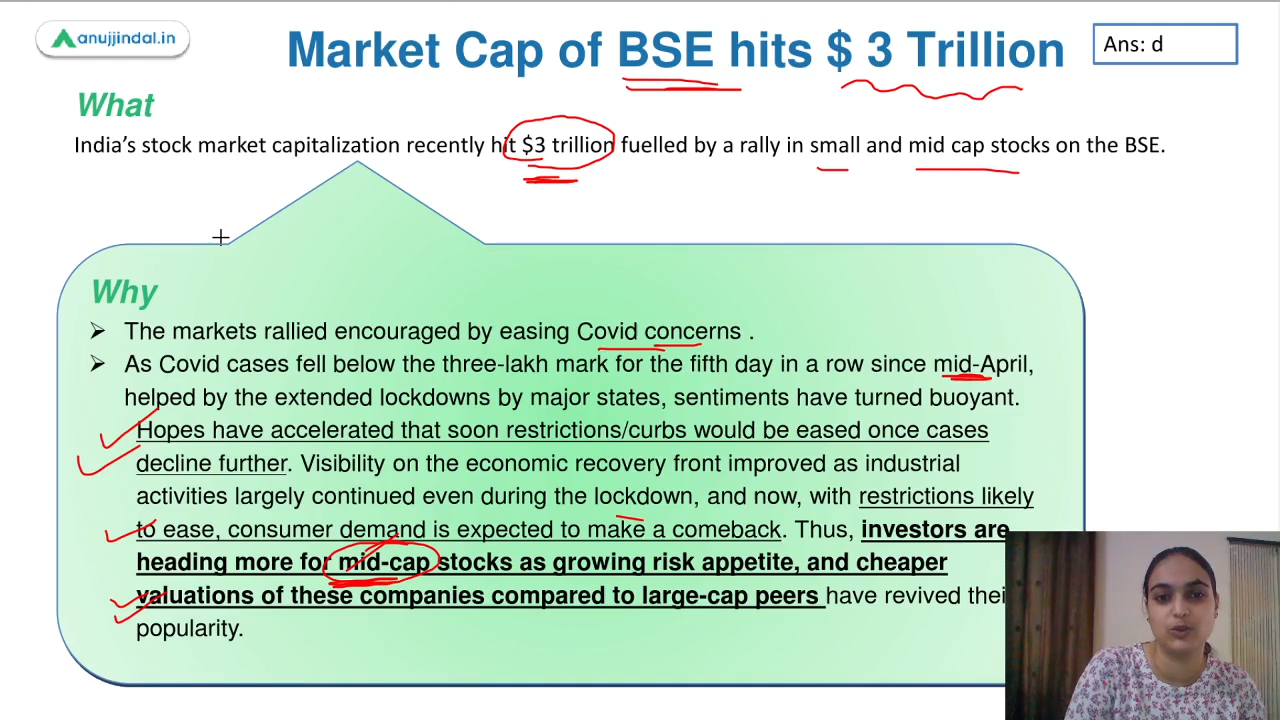 anujjindal.in
Market Cap of BSE hits $ 3 Trillion
Ans: d
What
India's stock market capitalization recently hit $3 trillion fuelled by a rally in small and mid cap stocks on the BSE.
Why
The markets rallied encouraged by easing Covid concerns .
As Covid cases fell below the three-lakh mark for the fifth day in a row since mid-April,
helped by the extended lockdowns by major states, sentiments have turned buoyant.
Hopes have accelerated that soon restrictions/curbs would be eased once cases
decline further. Visibility on the economic recovery front improved as industrial
activities largely continued even during the lockdown, and now, with restrictions likely
to ease, consumer demand is expected to make a comeback. Thus, investors are
heading more for mid-cap stocks as growing risk appetite, and cheaper
valuations of these companies compared to large-cap peers have revived thei
popularity.